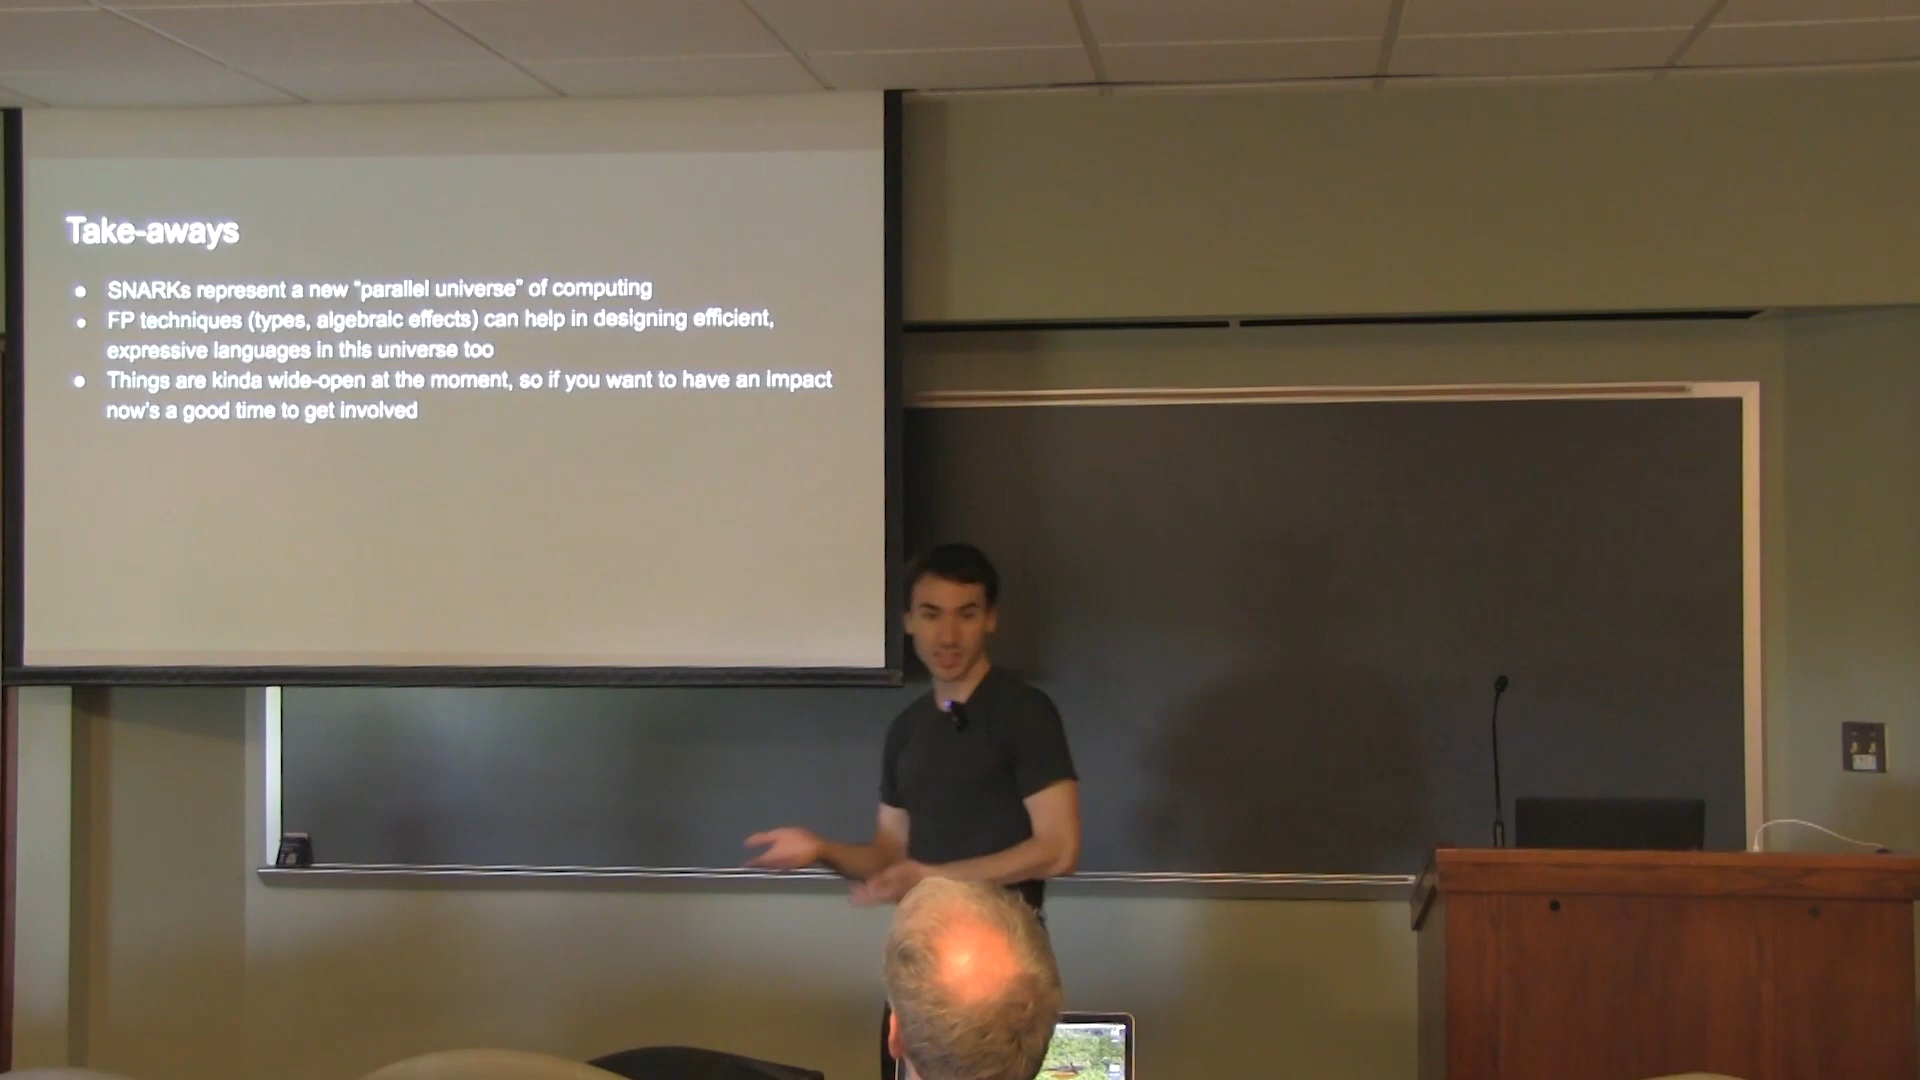 Take-aways
● SNARKs represent a new “parallel universe” of computing
● FP techniques (types, algebraic effects) can help in designing efficient,
expressive languages in this universe too
● Things are kinda wide-open at the moment, so if you want to have an impact
now's a good time to get involved